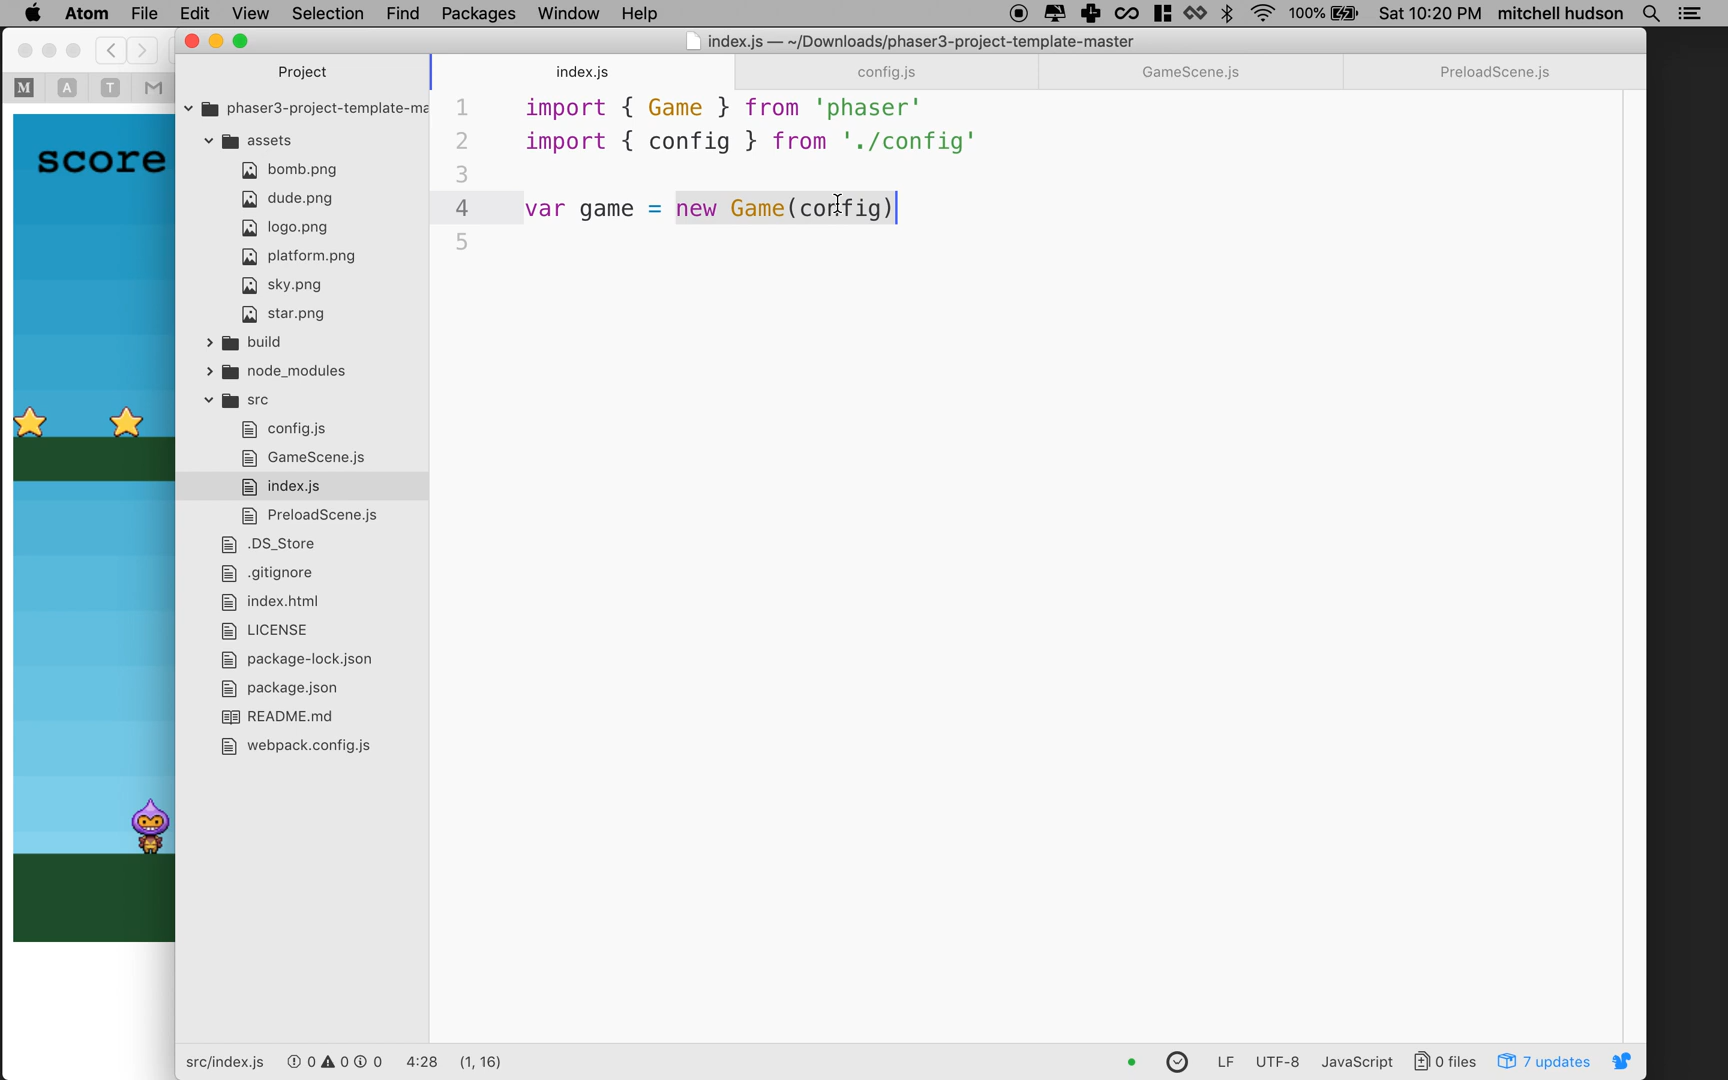 Atom File Edit View Selection Find Packages Window Help 100% Sat 10:20 PM mitchell hudson
index.js — ~/Downloads/phaser3-project-template-master
M A T M
Project
index.js config.js GameScene.js PreloadScene.js
score
phaser3-project-template-ma
assets
bomb.png
dude.png
logo.png
platform.png
sky.png
star.png
build
node_modules
src
config.js
GameScene.js
index.js
PreloadScene.js
.DS_Store
.gitignore
index.html
LICENSE
package-lock.json
package.json
README.md
webpack.config.js
1 import { Game } from 'phaser'
2 import { config } from './config'
3
4 var game = new Game(config)
5
src/index.js 0 0 0 4:28 (1, 16) LF UTF-8 JavaScript 0 files 7 updates